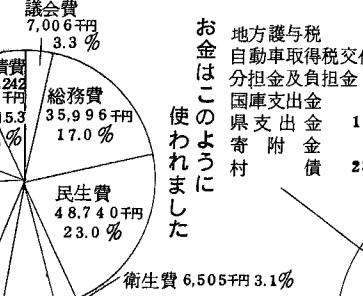 議会費
7,006千円
3.3 %
総務費
35,996千円
17.0 %
民生費
48,740千円
23.0 %
衛生費 6,505千円 3.1%
お金はこのように
使われました
地方譲与税
自動車取得税交
分担金及負担金
国庫支出金
県支出金 1
寄附金
村債 2